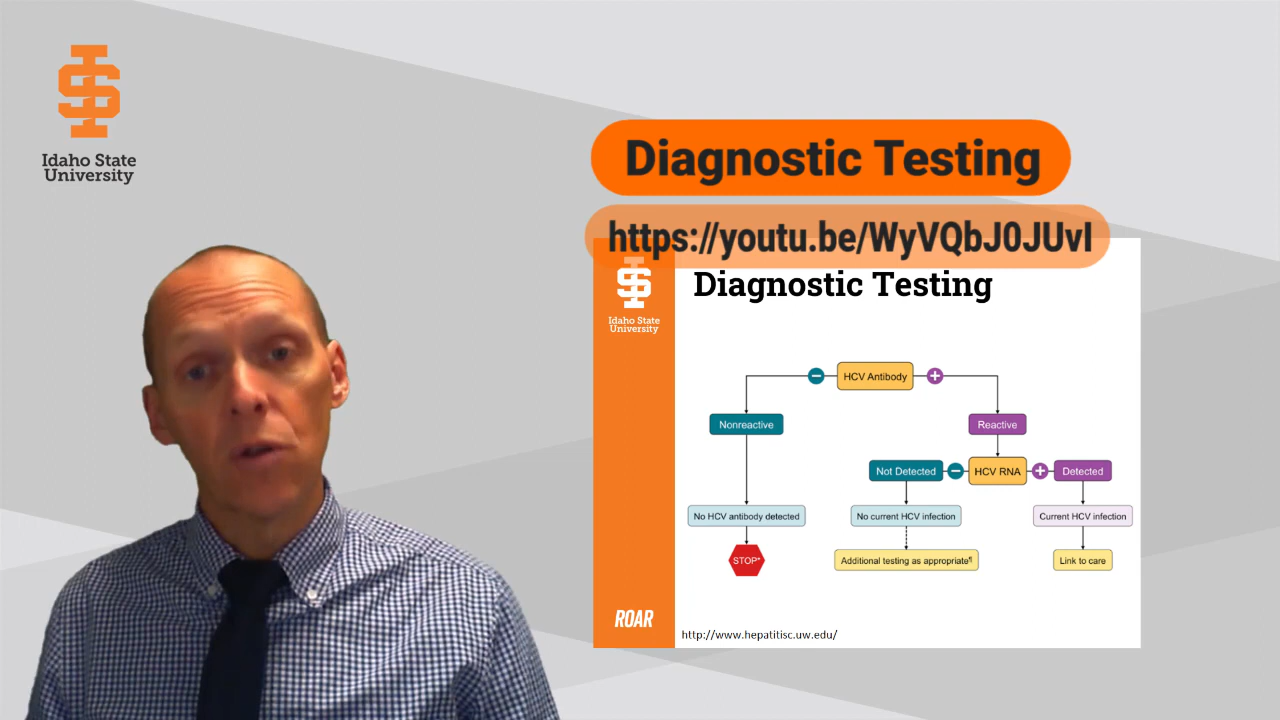 Idaho State
University
Diagnostic Testing
https://youtu.be/WyVQbJ0JUvI
Idaho State
University
Diagnostic Testing
HCV Antibody
Nonreactive
Reactive
Not Detected
HCV RNA
Detected
No HCV antibody detected
No current HCV infection
Current HCV infection
STOP*
Additional testing as appropriate¶
Link to care
ROAR
http://www.hepatitisc.uw.edu/